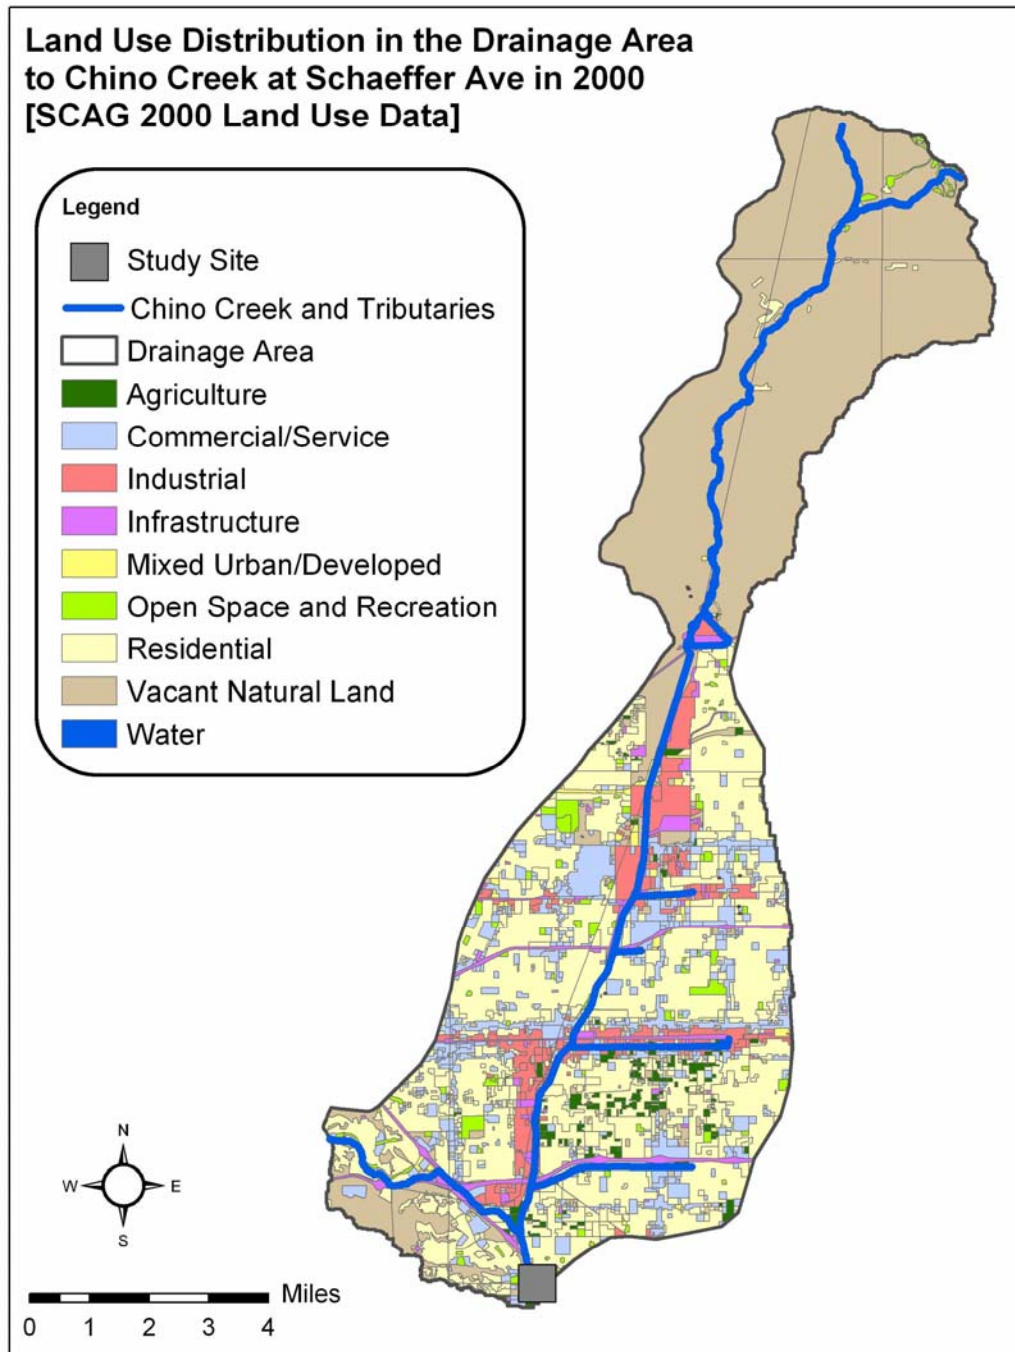 Land Use Distribution in the Drainage Area
to Chino Creek at Schaeffer Ave in 2000
[SCAG 2000 Land Use Data]
Legend
Study Site
Chino Creek and Tributaries
Drainage Area
Agriculture
Commercial/Service
Industrial
Infrastructure
Mixed Urban/Developed
Open Space and Recreation
Residential
Vacant Natural Land
Water
N
W E
S
Miles
0 1 2 3 4